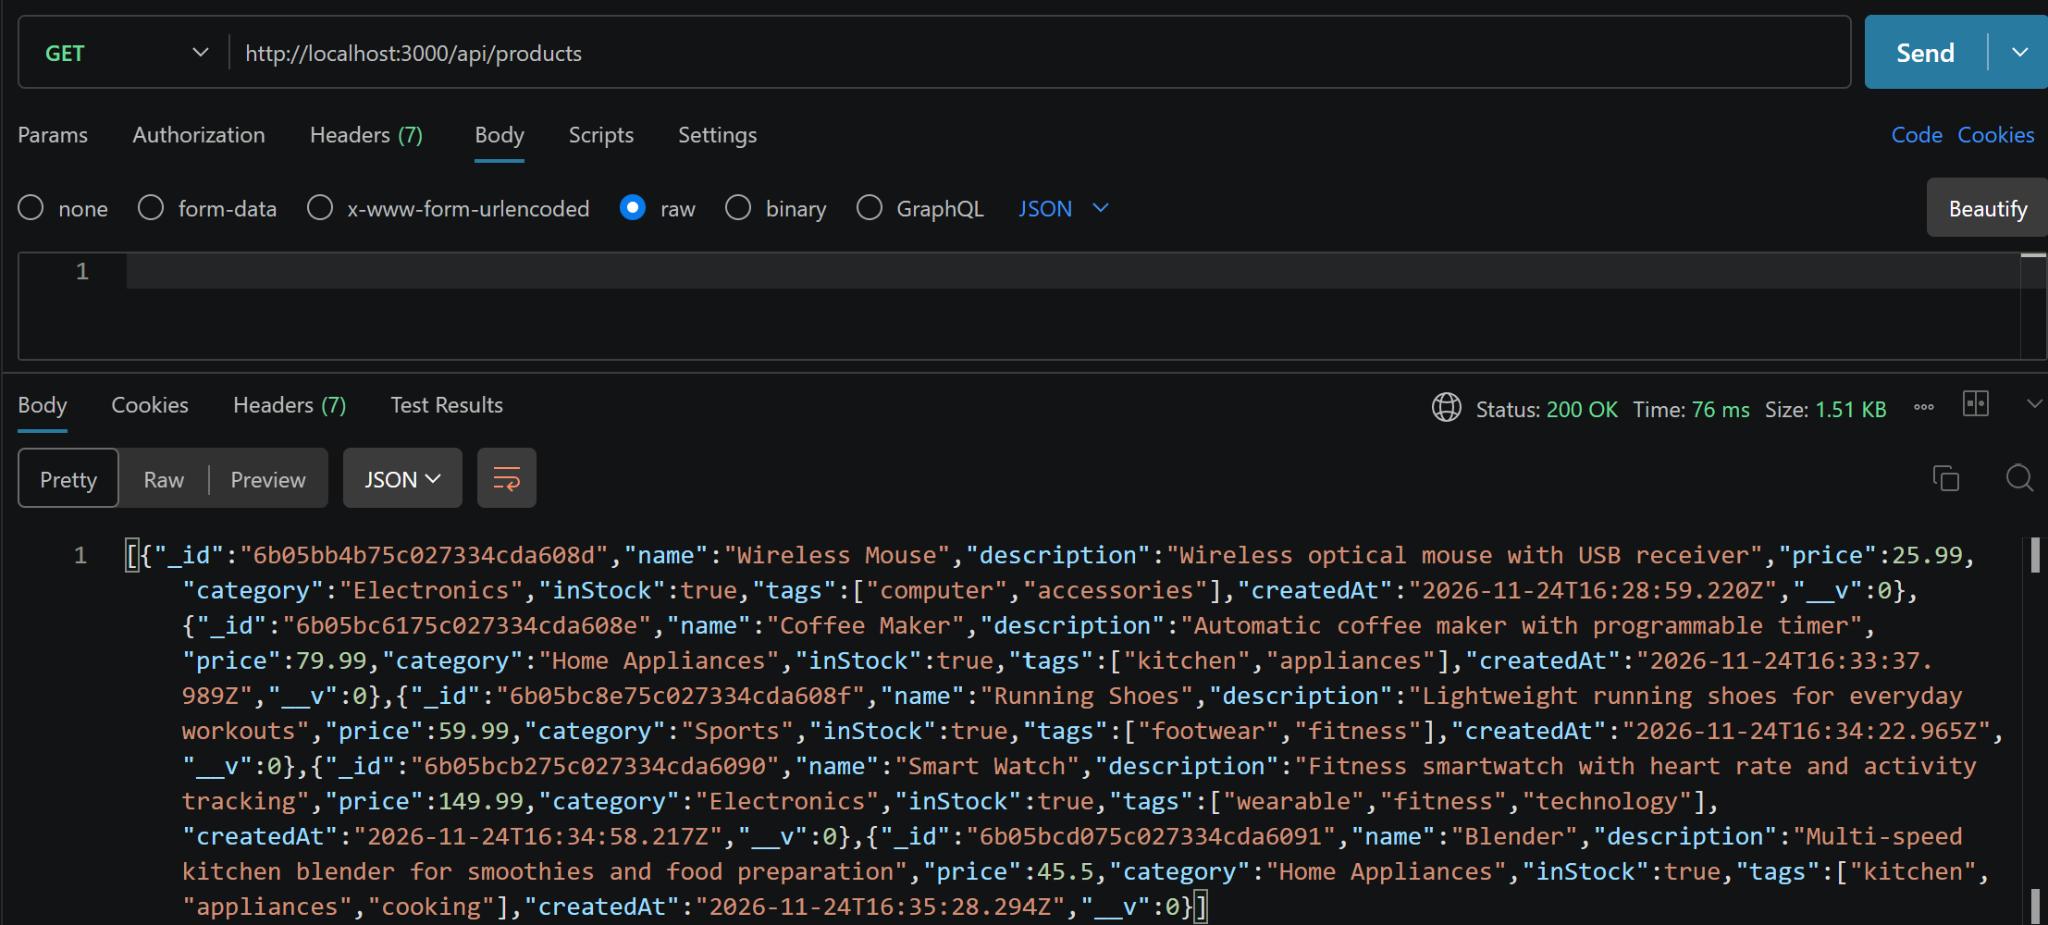 GET http://localhost:3000/api/products Send
Params Authorization Headers (7) Body Scripts Settings Code Cookies
none form-data x-www-form-urlencoded raw binary GraphQL JSON Beautify
1
Body Cookies Headers (7) Test Results Status: 200 OK Time: 76 ms Size: 1.51 KB
Pretty Raw Preview JSON
1 [{"_id":"6b05bb4b75c027334cda608d","name":"Wireless Mouse","description":"Wireless optical mouse with USB receiver","price":25.99,
"category":"Electronics","inStock":true,"tags":["computer","accessories"],"createdAt":"2026-11-24T16:28:59.220Z","__v":0},
{"_id":"6b05bc6175c027334cda608e","name":"Coffee Maker","description":"Automatic coffee maker with programmable timer",
"price":79.99,"category":"Home Appliances","inStock":true,"tags":["kitchen","appliances"],"createdAt":"2026-11-24T16:33:37.
989Z","__v":0},{"_id":"6b05bc8e75c027334cda608f","name":"Running Shoes","description":"Lightweight running shoes for everyday
workouts","price":59.99,"category":"Sports","inStock":true,"tags":["footwear","fitness"],"createdAt":"2026-11-24T16:34:22.965Z",
"__v":0},{"_id":"6b05bcb275c027334cda6090","name":"Smart Watch","description":"Fitness smartwatch with heart rate and activity
tracking","price":149.99,"category":"Electronics","inStock":true,"tags":["wearable","fitness","technology"],
"createdAt":"2026-11-24T16:34:58.217Z","__v":0},{"_id":"6b05bcd075c027334cda6091","name":"Blender","description":"Multi-speed
kitchen blender for smoothies and food preparation","price":45.5,"category":"Home Appliances","inStock":true,"tags":["kitchen",
"appliances","cooking"],"createdAt":"2026-11-24T16:35:28.294Z","__v":0}]